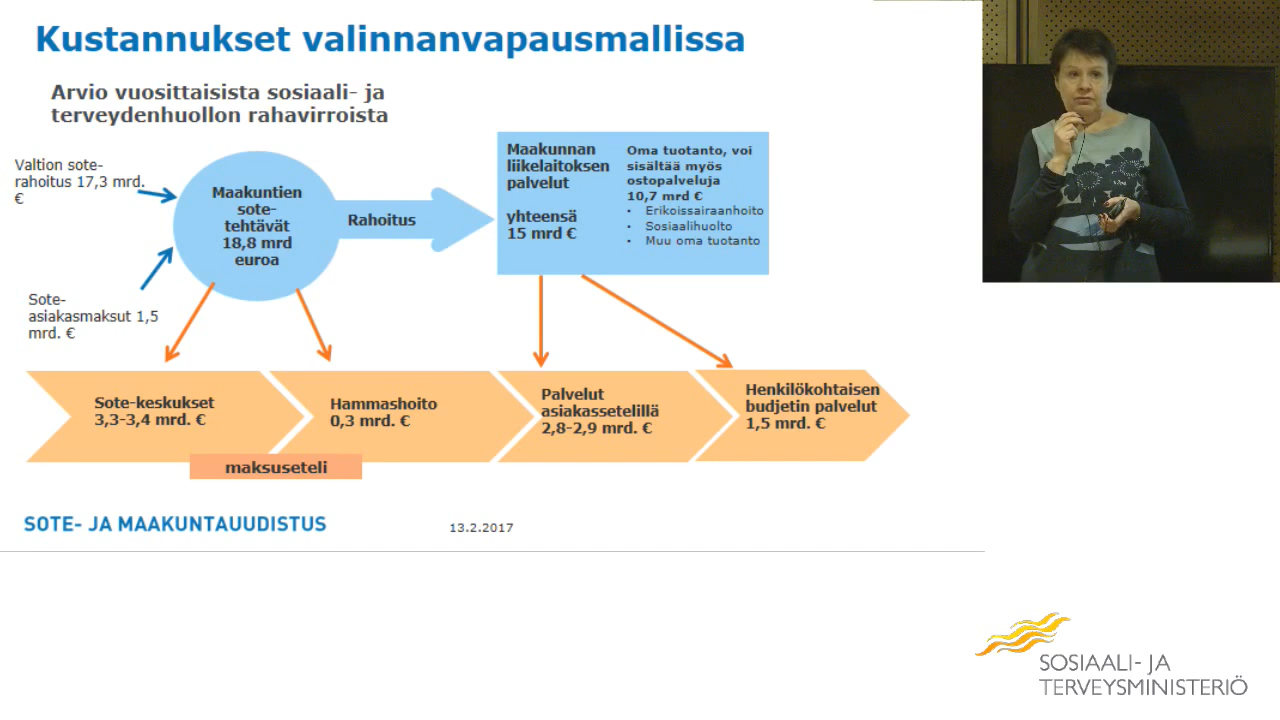 Kustannukset valinnanvapausmallissa
Arvio vuosittaisista sosiaali- ja
terveydenhuollon rahavirroista
Valtion sote-
rahoitus 17,3 mrd.
€
Sote-
asiakasmaksut 1,5
mrd. €
Maakuntien
sote-
tehtävät
18,8 mrd
euroa
Rahoitus
Maakunnan
liikelaitoksen
palvelut
yhteensä
15 mrd €
Oma tuotanto, voi
sisältää myös
ostopalveluja
10,7 mrd €
• Erikoissairaanhoito
• Sosiaalihuolto
• Muu oma tuotanto
Sote-keskukset
3,3-3,4 mrd. €
Hammashoito
0,3 mrd. €
Palvelut
asiakassetelillä
2,8-2,9 mrd. €
Henkilökohtaisen
budjetin palvelut
1,5 mrd. €
maksuseteli
SOTE- JA MAAKUNTAUUDISTUS
13.2.2017
SOSIAALI- JA
TERVEYSMINISTERIÖ